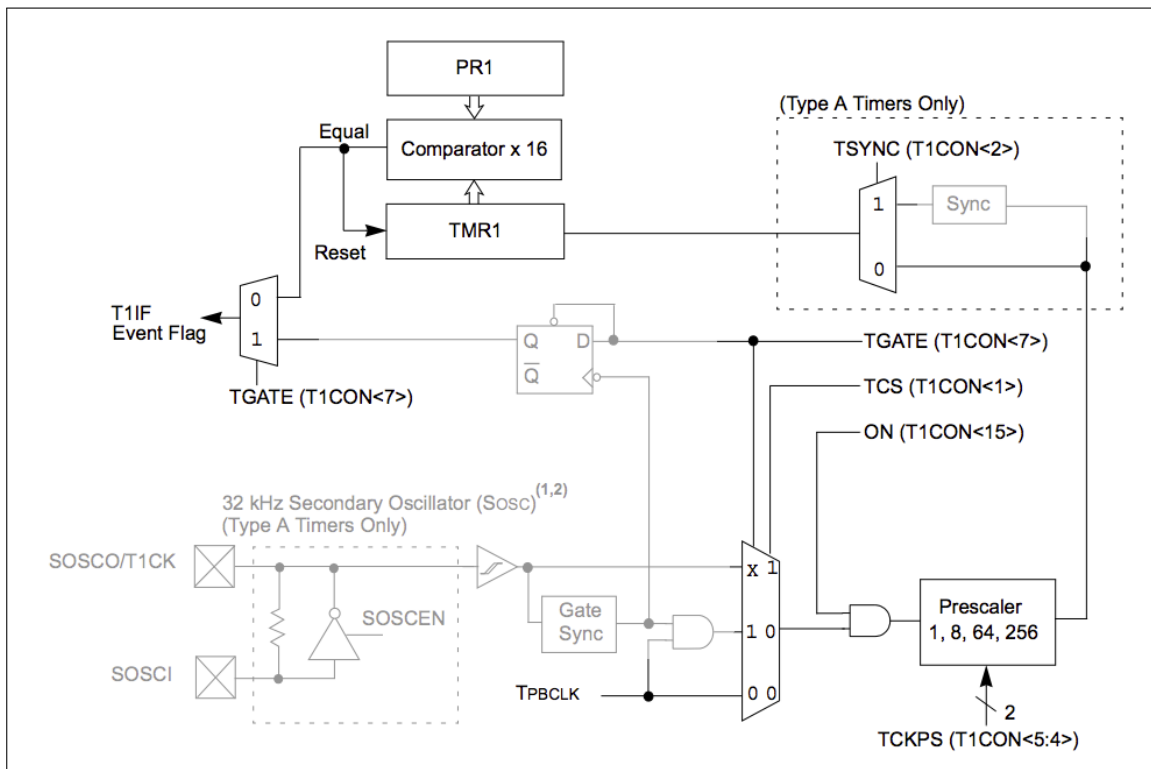 PR1
(Type A Timers Only)
Equal
Comparator x 16
TSYNC (T1CON<2>)
1
Sync
TMR1
Reset
0
0
T1IF
Event Flag
1
Q
D
Q
TGATE (T1CON<7>)
TGATE (T1CON<7>)
TCS (T1CON<1>)
ON (T1CON<15>)
32 kHz Secondary Oscillator (SOSC)(1,2)
(Type A Timers Only)
SOSCO/T1CK
x 1
SOSCEN
Gate
Sync
1 0
Prescaler
1, 8, 64, 256
SOSCI
TPBCLK
0 0
2
TCKPS (T1CON<5:4>)